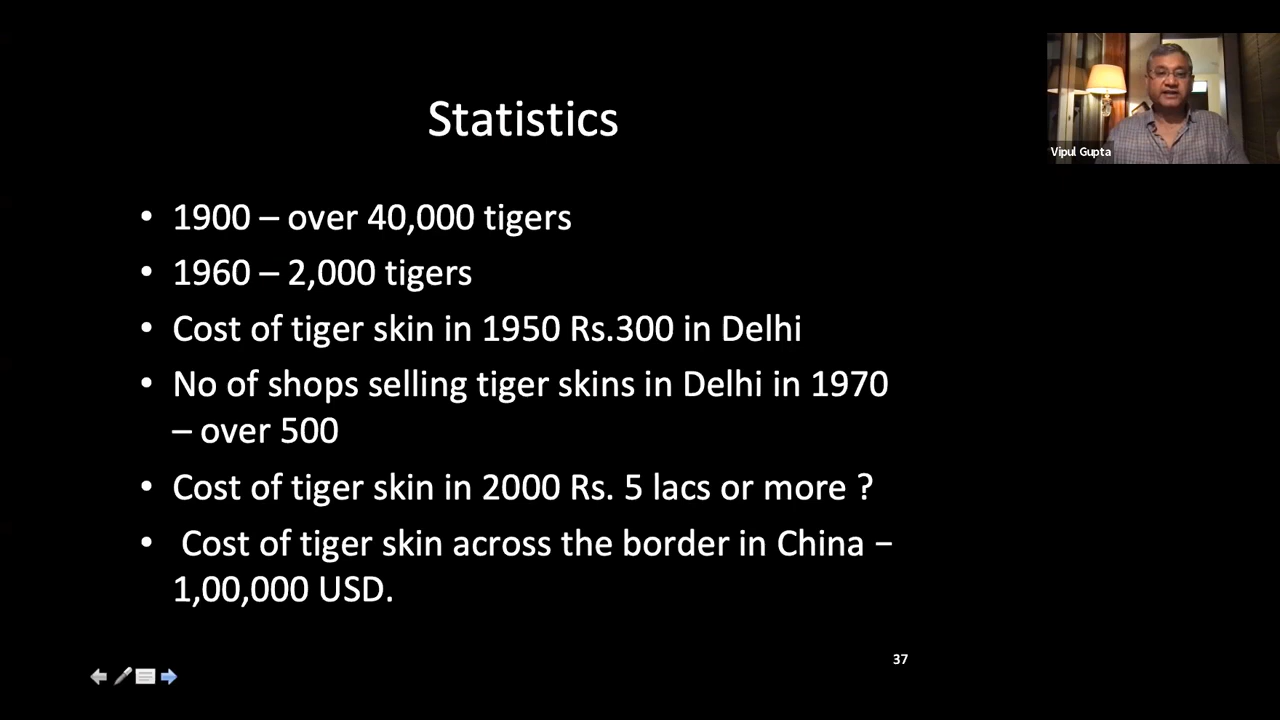 Statistics
Vipul Gupta
• 1900 – over 40,000 tigers
• 1960 – 2,000 tigers
• Cost of tiger skin in 1950 Rs.300 in Delhi
• No of shops selling tiger skins in Delhi in 1970
– over 500
• Cost of tiger skin in 2000 Rs. 5 lacs or more ?
• Cost of tiger skin across the border in China –
1,00,000 USD.
37